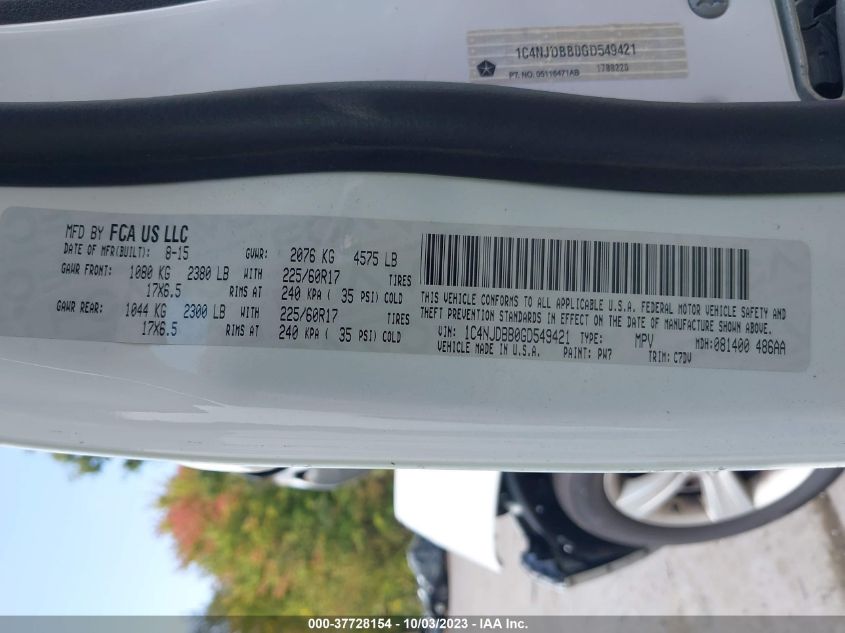 1C4NJDBB0GD549421
PT. NO. 05116471AB 1788220
MFD BY FCA US LLC
DATE OF MFR(BUILT): 8-15 GVWR: 2076 KG 4575 LB
GAWR FRONT: 1080 KG 2380 LB WITH 225/60R17 TIRES
17X6.5 RIMS AT 240 KPA ( 35 PSI) COLD
GAWR REAR: 1044 KG 2300 LB WITH 225/60R17 TIRES
17X6.5 RIMS AT 240 KPA ( 35 PSI) COLD
THIS VEHICLE CONFORMS TO ALL APPLICABLE U.S.A. FEDERAL MOTOR VEHICLE SAFETY AND
THEFT PREVENTION STANDARDS IN EFFECT ON THE DATE OF MANUFACTURE SHOWN ABOVE.
VIN: 1C4NJDBB0GD549421 TYPE: MPV MDH: 081400 486AA
VEHICLE MADE IN U.S.A. PAINT: PW7 TRIM: C7DV
000-37728154 - 10/03/2023 - IAA Inc.